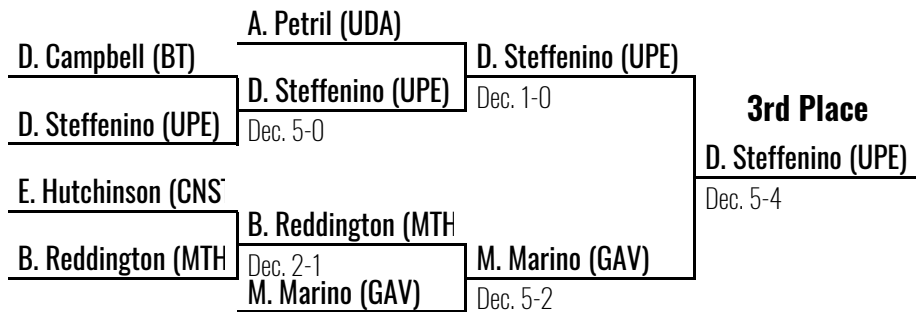 A. Petril (UDA)
D. Campbell (BT)
D. Steffenino (UPE)
D. Steffenino (UPE)
Dec. 1-0
D. Steffenino (UPE)
Dec. 5-0
3rd Place
D. Steffenino (UPE)
Dec. 5-4
E. Hutchinson (CNS
B. Reddington (MTH
B. Reddington (MTH
Dec. 2-1
M. Marino (GAV)
M. Marino (GAV)
Dec. 5-2